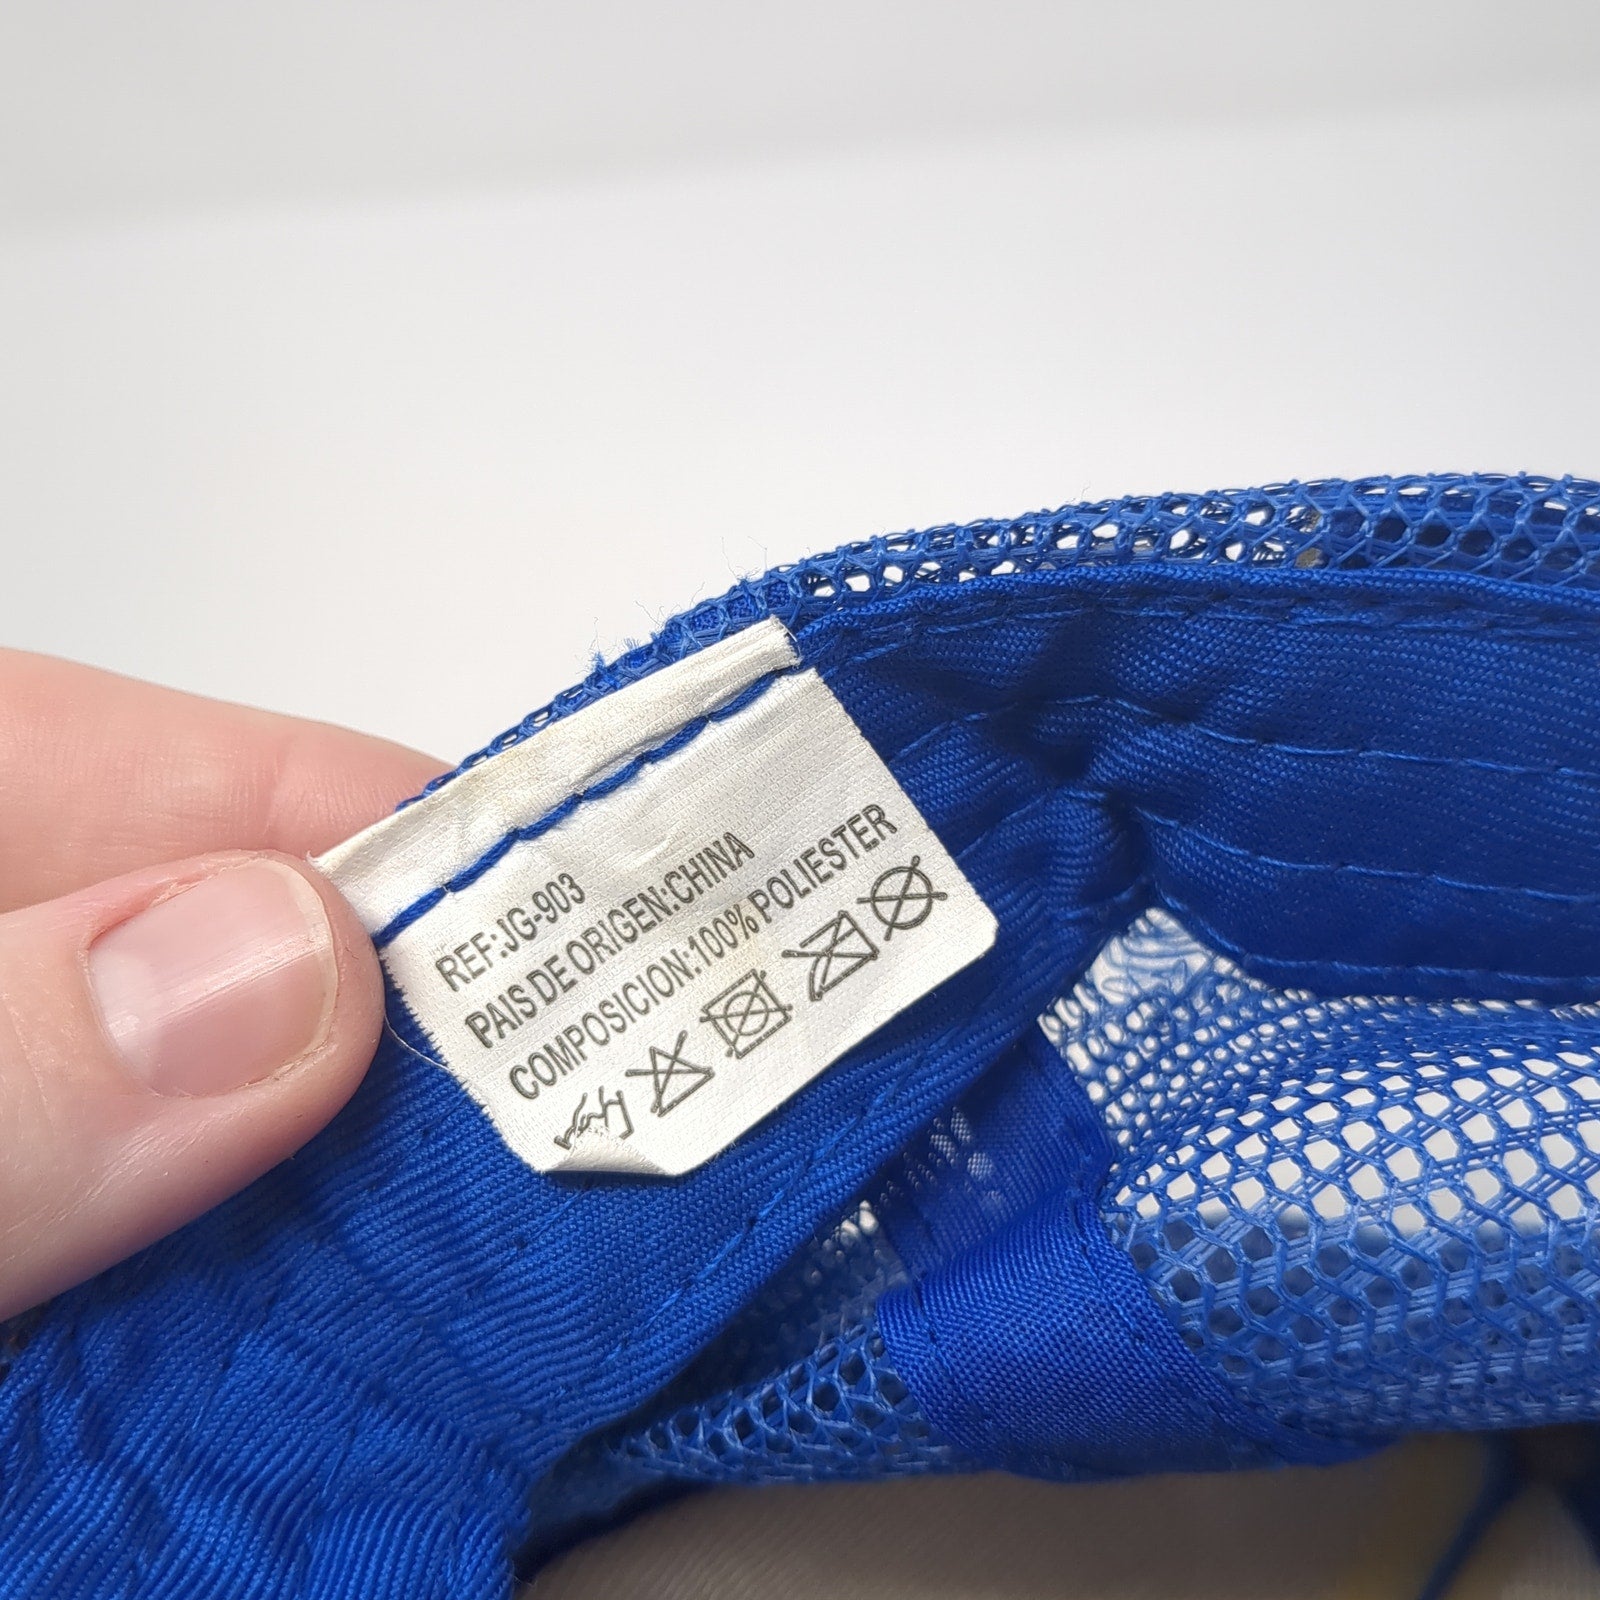 REF:JG-903
PAIS DE ORIGEN:CHINA
COMPOSICION:100%POLIESTER